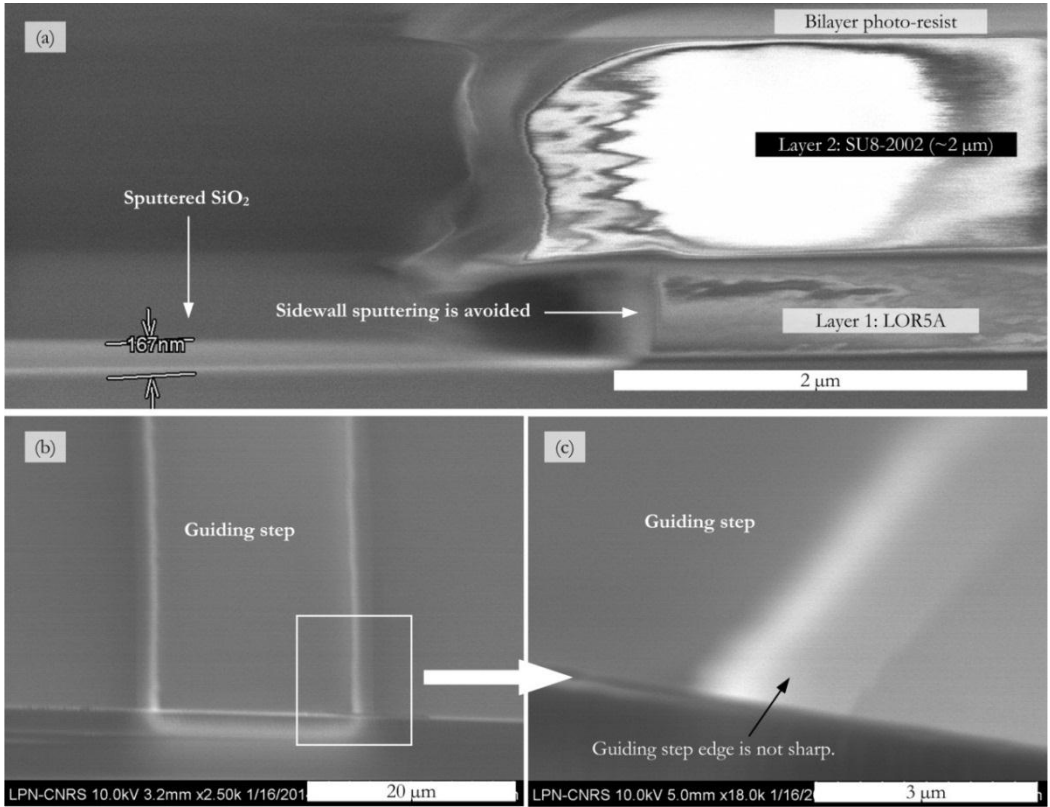 (a)
Bilayer photo-resist
Layer 2: SU8-2002 (~2 μm)
Sputtered SiO₂
Sidewall sputtering is avoided
Layer 1: LOR5A
167nm
2 μm
(b)
Guiding step
LPN-CNRS 10.0kV 3.2mm x2.50k 1/16/201
20 μm
(c)
Guiding step
Guiding step edge is not sharp.
LPN-CNRS 10.0kV 5.0mm x18.0k 1/16/2
3 μm